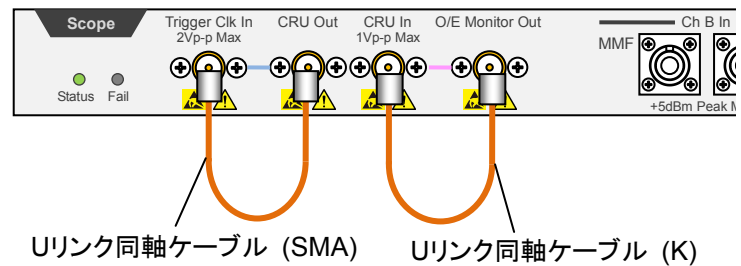 Scope
Trigger Clk In CRU Out CRU In O/E Monitor Out Ch B In
2Vp-p Max 1Vp-p Max
MMF
Status Fail
+5dBm Peak M
Uリンク同軸ケーブル (SMA) Uリンク同軸ケーブル (K)